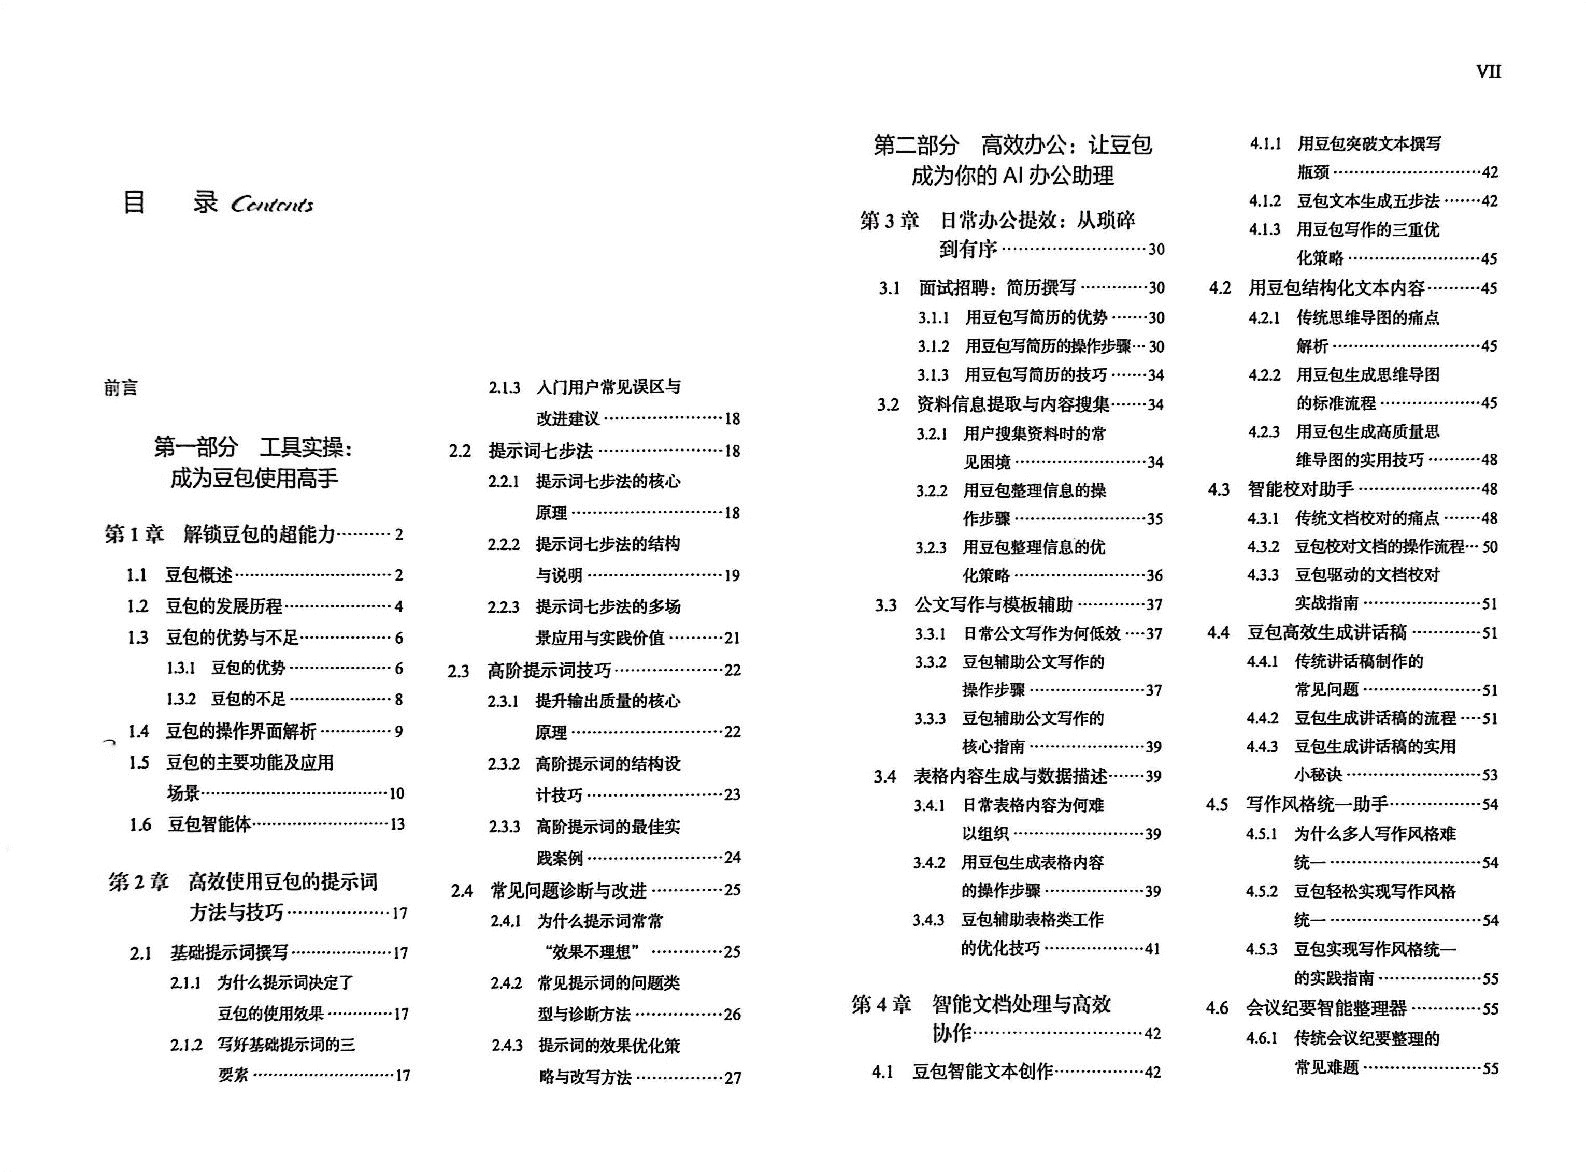 目 录 Contents
前言
第一部分 工具实操：
成为豆包使用高手
第 1 章 解锁豆包的超能力……… 2
1.1 豆包概述…………………………… 2
1.2 豆包的发展历程………………… 4
1.3 豆包的优势与不足……………… 6
1.3.1 豆包的优势………………… 6
1.3.2 豆包的不足………………… 8
1.4 豆包的操作界面解析…………… 9
1.5 豆包的主要功能及应用
场景………………………………10
1.6 豆包智能体………………………13
第 2 章 高效使用豆包的提示词
方法与技巧…………………17
2.1 基础提示词撰写…………………17
2.1.1 为什么提示词决定了
豆包的使用效果…………17
2.1.2 写好基础提示词的三
要素………………………17
2.1.3 入门用户常见误区与
改进建议…………………18
2.2 提示词七步法……………………18
2.2.1 提示词七步法的核心
原理………………………18
2.2.2 提示词七步法的结构
与说明……………………19
2.2.3 提示词七步法的多场
景应用与实践价值………21
2.3 高阶提示词技巧…………………22
2.3.1 提升输出质量的核心
原理………………………22
2.3.2 高阶提示词的结构设
计技巧……………………23
2.3.3 高阶提示词的最佳实
践案例……………………24
2.4 常见问题诊断与改进……………25
2.4.1 为什么提示词常常
“效果不理想”……………25
2.4.2 常见提示词的问题类
型与诊断方法……………26
2.4.3 提示词的效果优化策
略与改写方法……………27
VII
第二部分 高效办公：让豆包
成为你的 AI 办公助理
第 3 章 日常办公提效：从琐碎
到有序………………………30
3.1 面试招聘：简历撰写……………30
3.1.1 用豆包写简历的优势……30
3.1.2 用豆包写简历的操作步骤…30
3.1.3 用豆包写简历的技巧……34
3.2 资料信息提取与内容搜集………34
3.2.1 用户搜集资料时的常
见困境……………………34
3.2.2 用豆包整理信息的操
作步骤……………………35
3.2.3 用豆包整理信息的优
化策略……………………36
3.3 公文写作与模板辅助……………37
3.3.1 日常公文写作为何低效…37
3.3.2 豆包辅助公文写作的
操作步骤…………………37
3.3.3 豆包辅助公文写作的
核心指南…………………39
3.4 表格内容生成与数据描述………39
3.4.1 日常表格内容为何难
以组织……………………39
3.4.2 用豆包生成表格内容
的操作步骤………………39
3.4.3 豆包辅助表格类工作
的优化技巧………………41
第 4 章 智能文档处理与高效
协作…………………………42
4.1 豆包智能文本创作………………42
4.1.1 用豆包突破文本撰写
瓶颈………………………42
4.1.2 豆包文本生成五步法……42
4.1.3 用豆包写作的三重优
化策略……………………45
4.2 用豆包结构化文本内容…………45
4.2.1 传统思维导图的痛点
解析………………………45
4.2.2 用豆包生成思维导图
的标准流程………………45
4.2.3 用豆包生成高质量思
维导图的实用技巧………48
4.3 智能校对助手……………………48
4.3.1 传统文档校对的痛点……48
4.3.2 豆包校对文档的操作流程…50
4.3.3 豆包驱动的文档校对
实战指南…………………51
4.4 豆包高效生成讲话稿……………51
4.4.1 传统讲话稿制作的
常见问题…………………51
4.4.2 豆包生成讲话稿的流程…51
4.4.3 豆包生成讲话稿的实用
小秘诀……………………53
4.5 写作风格统一助手………………54
4.5.1 为什么多人写作风格难
统一………………………54
4.5.2 豆包轻松实现写作风格
统一………………………54
4.5.3 豆包实现写作风格统一
的实践指南………………55
4.6 会议纪要智能整理器……………55
4.6.1 传统会议纪要整理的
常见难题…………………55